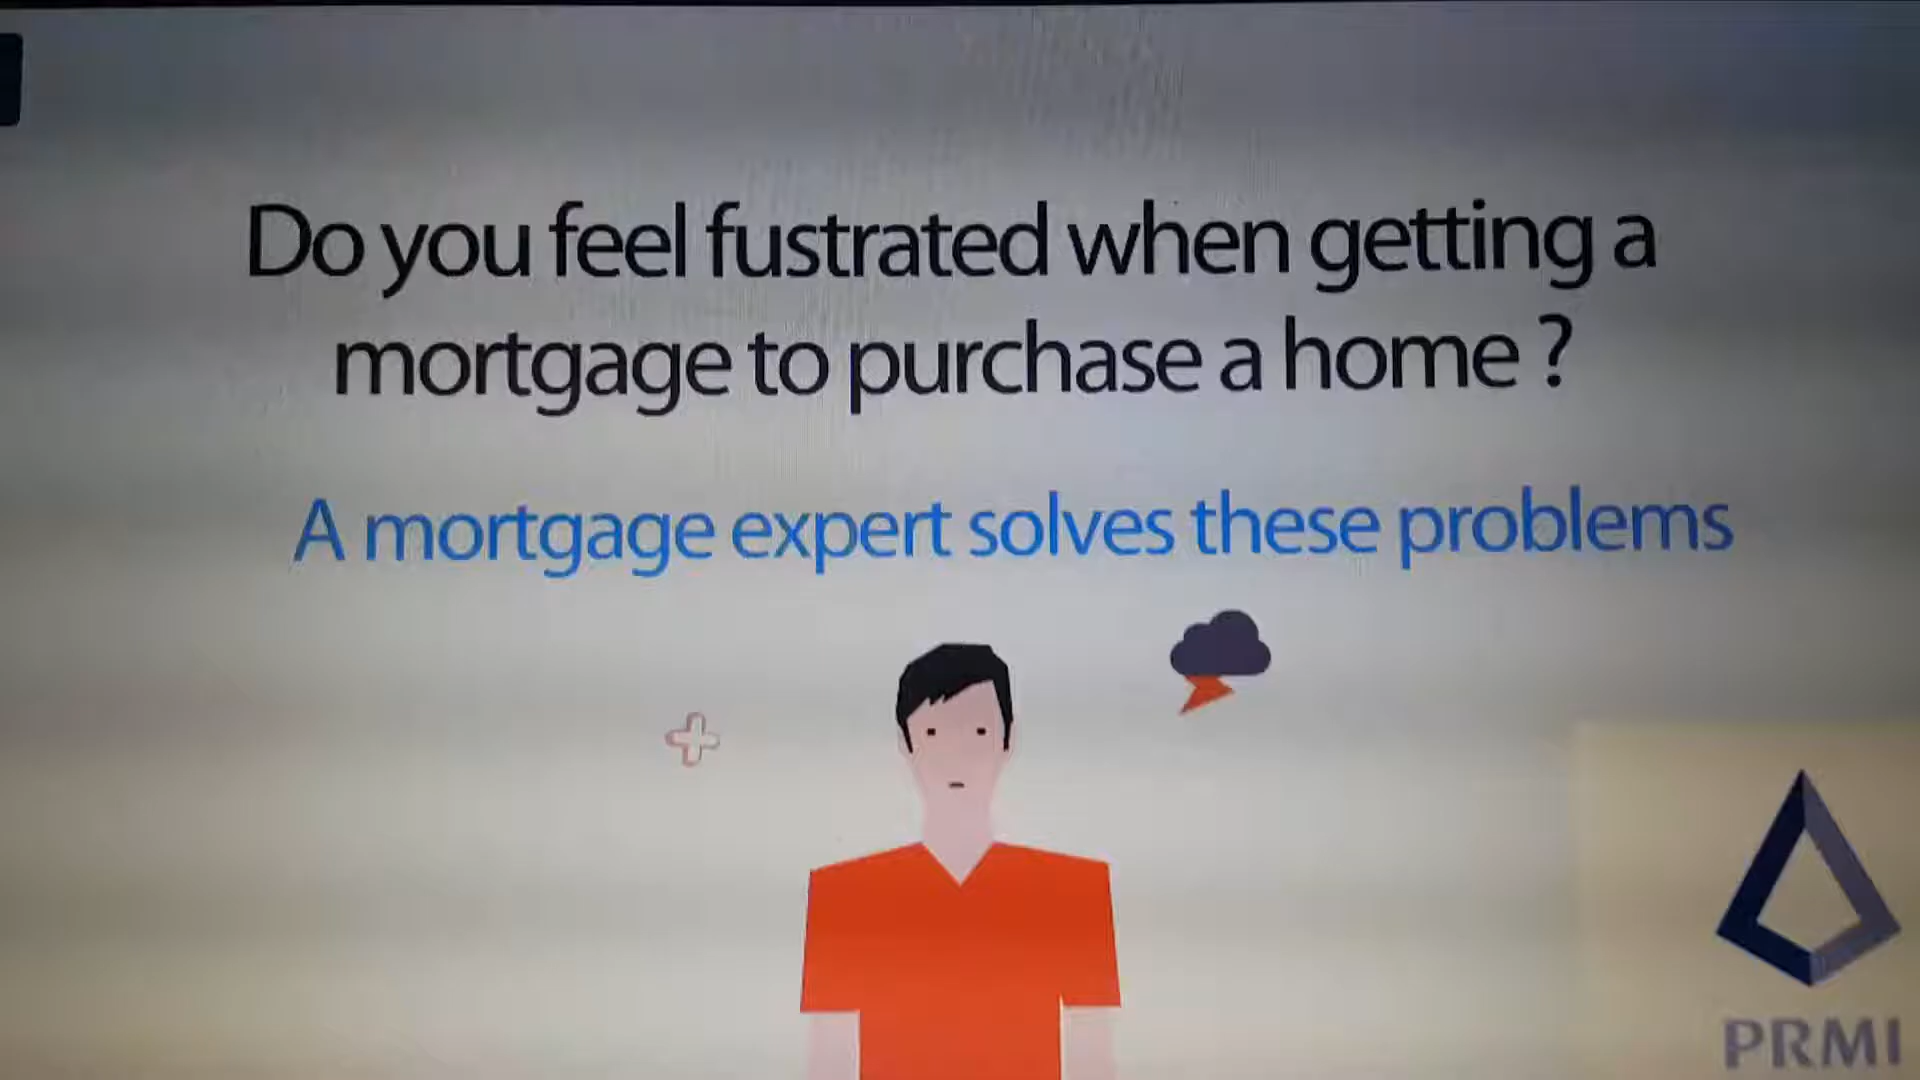 Do you feel fustrated when getting a
mortgage to purchase a home ?
A mortgage expert solves these problems
PRMI